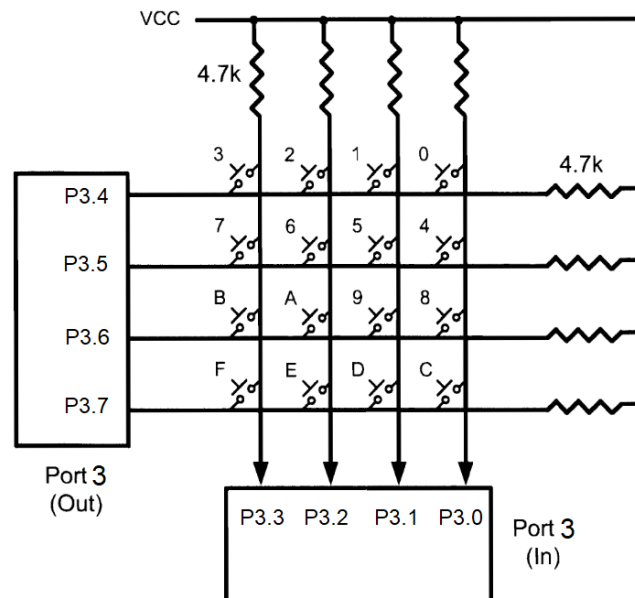 VCC
4.7k
3 2 1 0
4.7k
P3.4
7 6 5 4
P3.5
B A 9 8
P3.6
F E D C
P3.7
Port 3
(Out)
P3.3 P3.2 P3.1 P3.0
Port 3
(In)